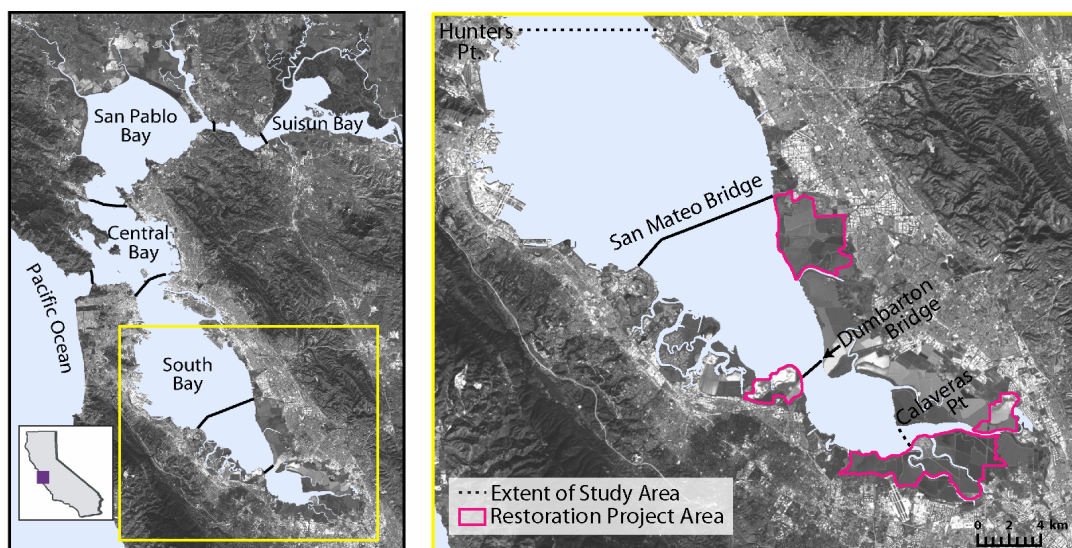 San Pablo
Bay
Suisun Bay
Central
Bay
Pacific Ocean
South
Bay
Hunters
Pt.
San Mateo Bridge
Dumbarton
Bridge
Calaveras
Pt.
Extent of Study Area
Restoration Project Area
0 2 4 km